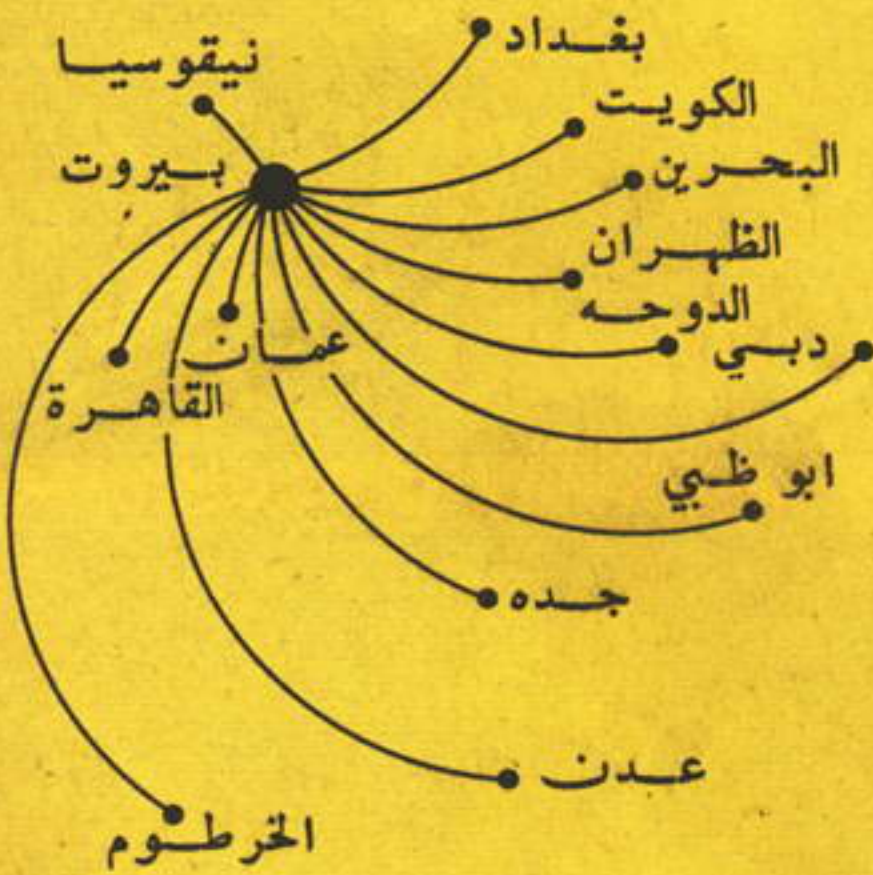 بغداد
نيقوسيا
الكويت
البحرين
بيروت
الظهران
الدوحه
دبي
عمان
القاهرة
ابو ظبي
جده
عدن
الخرطوم